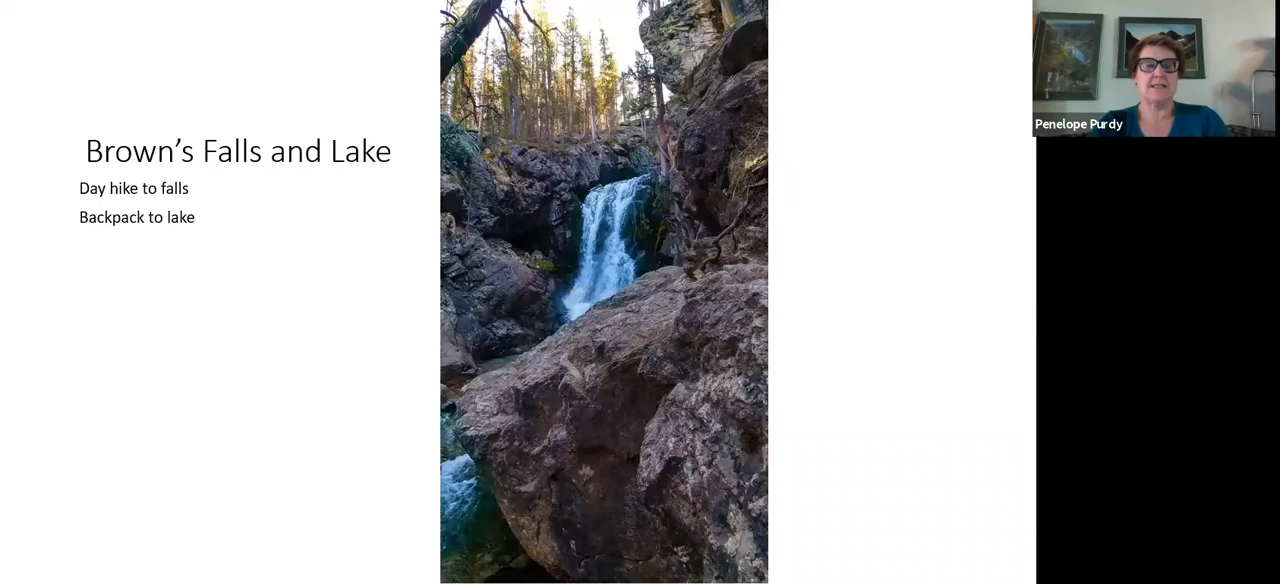 Brown’s Falls and Lake
Day hike to falls
Backpack to lake
Penelope Purdy